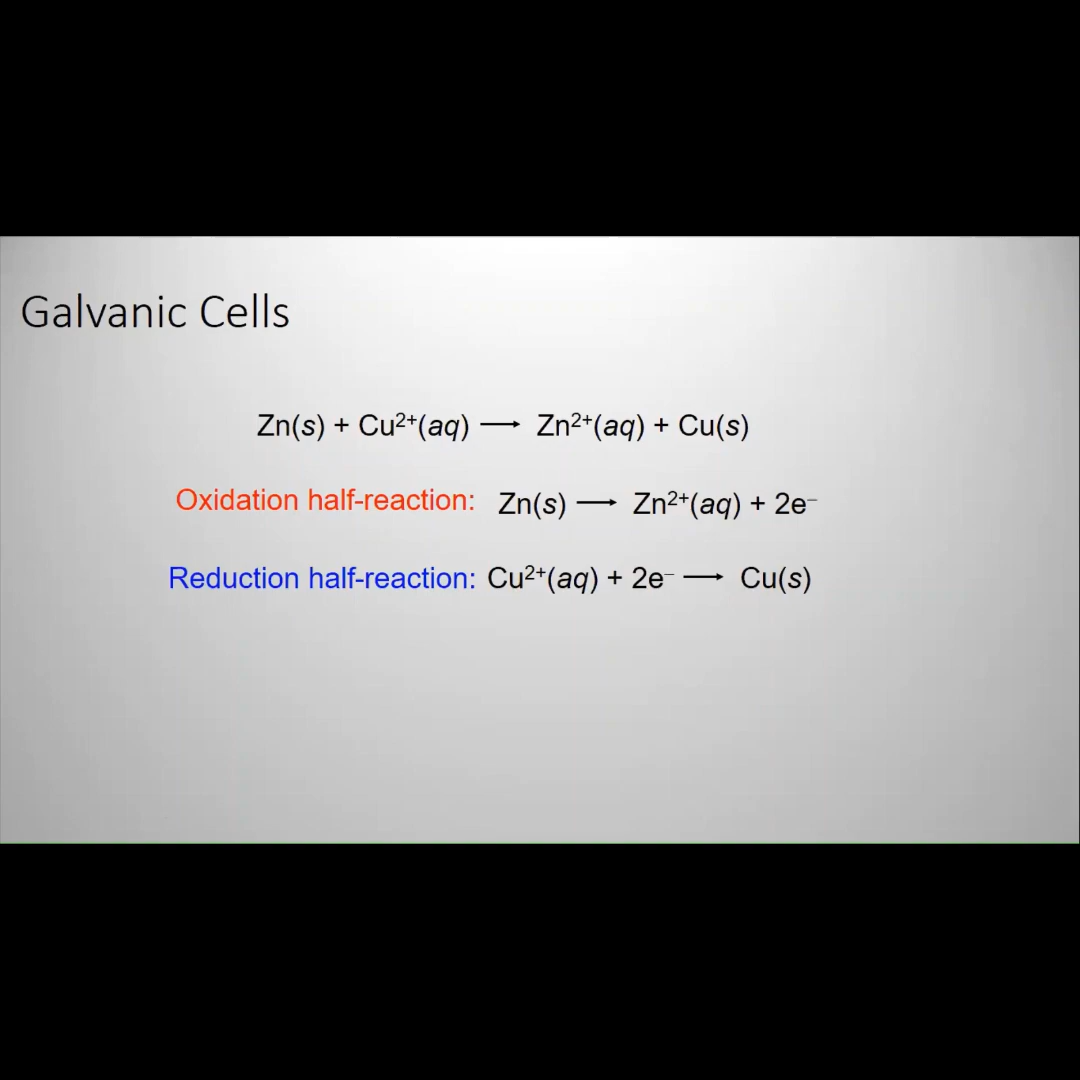 Galvanic Cells
Zn(s) + Cu²⁺(aq) ⟶ Zn²⁺(aq) + Cu(s)
Oxidation half-reaction: Zn(s) ⟶ Zn²⁺(aq) + 2e⁻
Reduction half-reaction: Cu²⁺(aq) + 2e⁻ ⟶ Cu(s)